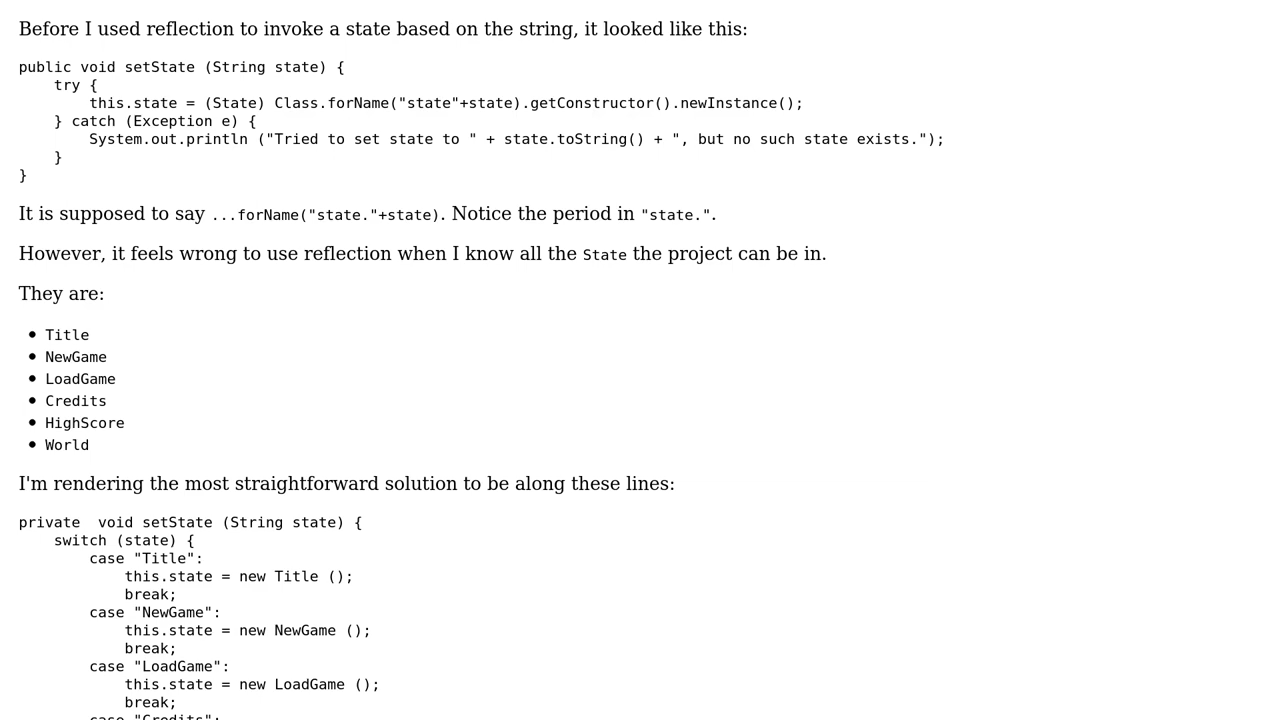 Before I used reflection to invoke a state based on the string, it looked like this:
public void setState (String state) {
    try {
        this.state = (State) Class.forName("state"+state).getConstructor().newInstance();
    } catch (Exception e) {
        System.out.println ("Tried to set state to " + state.toString() + ", but no such state exists.");
    }
}
It is supposed to say ...forName("state."+state). Notice the period in "state.".
However, it feels wrong to use reflection when I know all the State the project can be in.
They are:
• Title
• NewGame
• LoadGame
• Credits
• HighScore
• World
I'm rendering the most straightforward solution to be along these lines:
private  void setState (String state) {
    switch (state) {
        case "Title":
            this.state = new Title ();
            break;
        case "NewGame":
            this.state = new NewGame ();
            break;
        case "LoadGame":
            this.state = new LoadGame ();
            break;
        case "Credits":